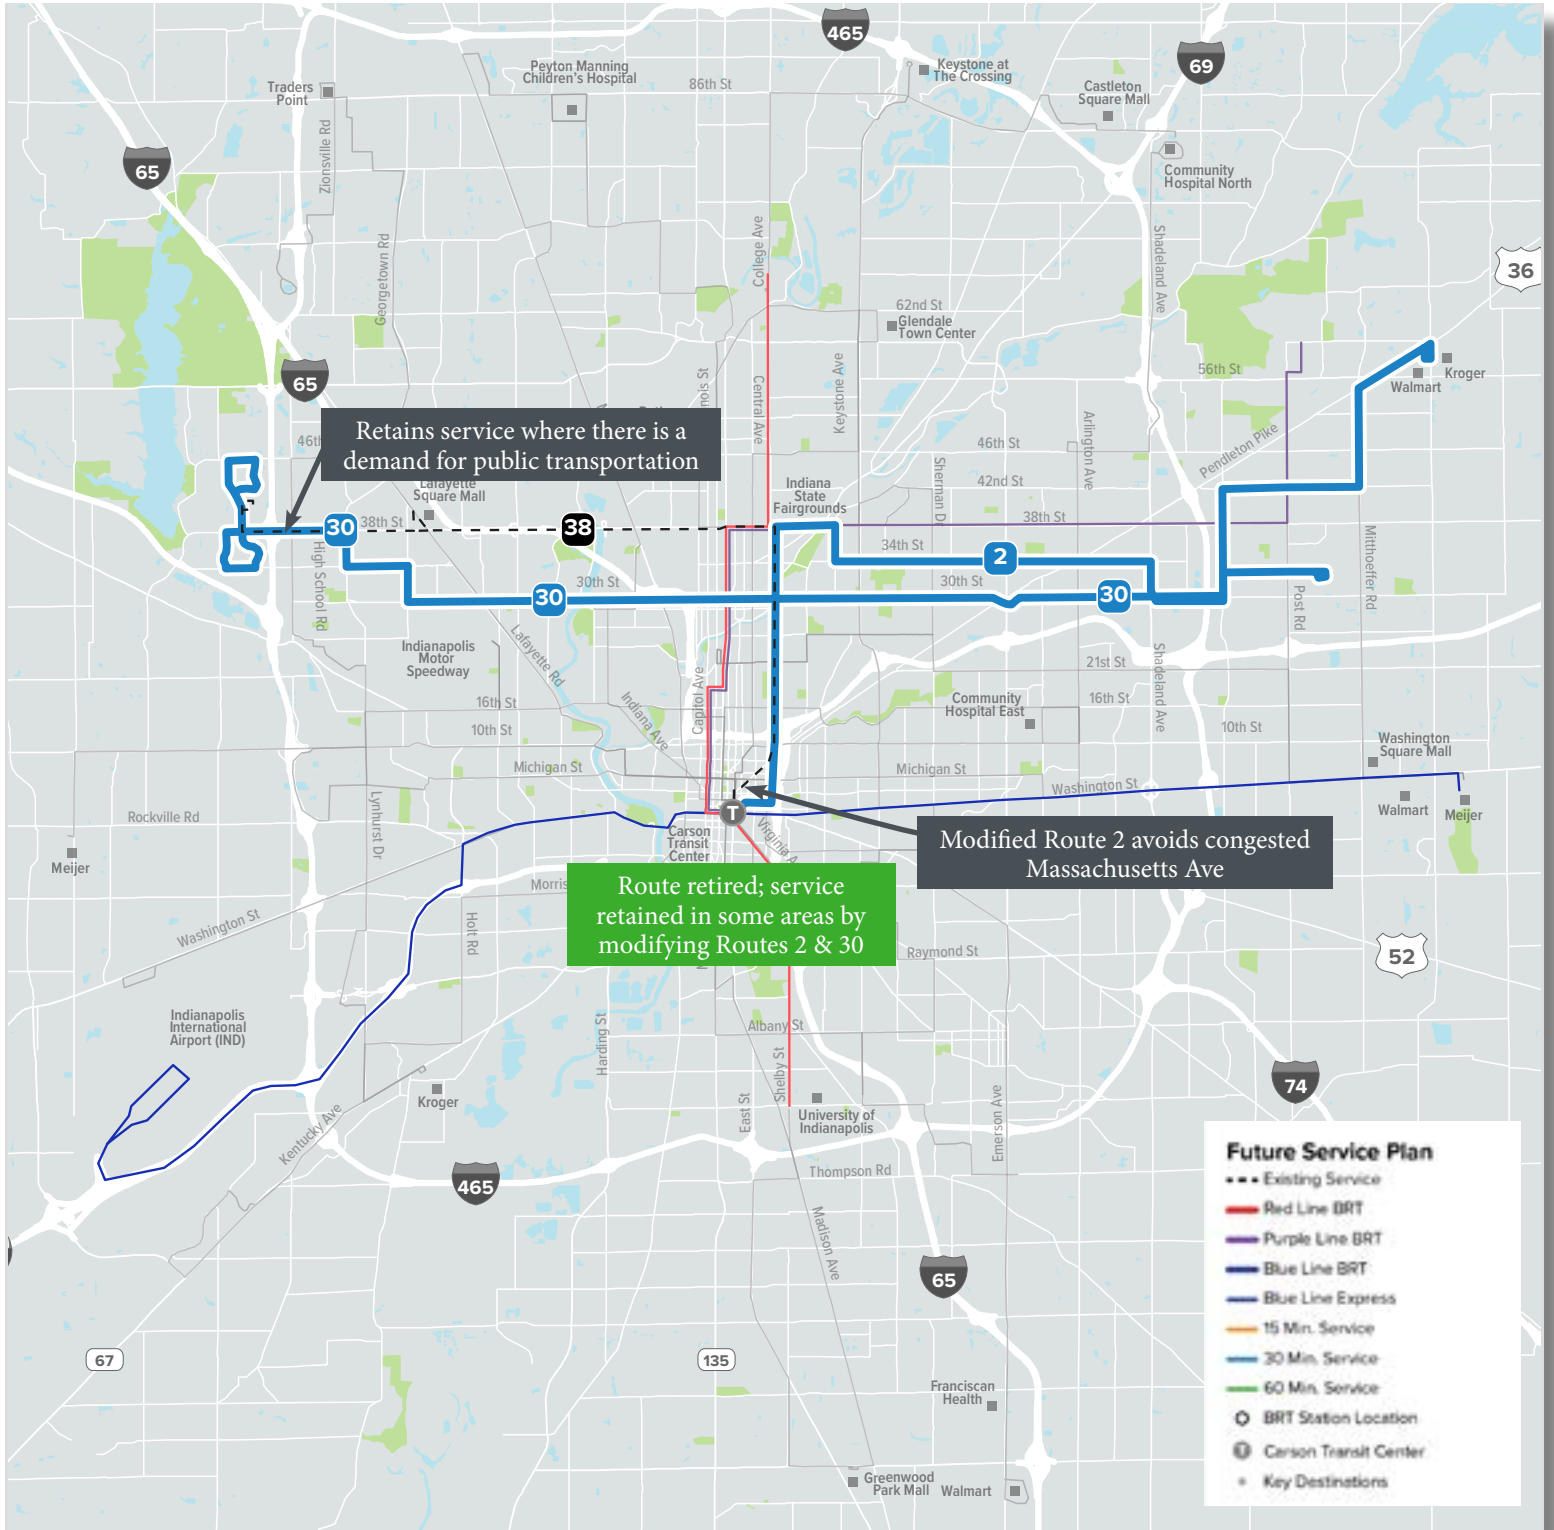 465
69
Peyton Manning
Children's Hospital
86th St
Keystone at
The Crossing
Castleton
Square Mall
Traders
Point
Zionsville Rd
65
Community
Hospital North
Georgetown Rd
College Ave
Shadeland Ave
36
62nd St
Glendale
Town Center
65
Central Ave
Keystone Ave
56th St
Kroger
Walmart
Retains service where there is a
demand for public transportation
46th St
Arlington Ave
Pendleton Pike
Lafayette
Square Mall
Indiana
State
Fairgrounds
Sherman Dr
42nd St
30
38th St
38
38th St
Mitthoeffer Rd
High School Rd
34th St
2
30th St
30
30th St
30
Post Rd
Indianapolis
Motor
Speedway
Lafayette Rd
21st St
Shadeland Ave
Capitol Ave
Indiana Ave
16th St
10th St
Community
Hospital East
16th St
10th St
Washington
Square Mall
Michigan St
Michigan St
Washington St
Rockville Rd
Lynhurst Dr
T
Walmart
Meijer
Meijer
Carson
Transit
Center
Virginia A
Modified Route 2 avoids congested
Massachusetts Ave
Morris
Route retired; service
retained in some areas by
modifying Routes 2 & 30
Washington St
Holt Rd
Raymond St
52
Indianapolis
International
Airport (IND)
Harding St
Albany St
Shelby St
74
Kroger
East St
University of
Indianapolis
Emerson Ave
Kentucky Ave
Thompson Rd
465
Madison Ave
65
67
135
Franciscan
Health
Greenwood
Park Mall
Walmart
Future Service Plan
Existing Service
Red Line BRT
Purple Line BRT
Blue Line BRT
Blue Line Express
15 Min. Service
30 Min. Service
60 Min. Service
BRT Station Location
T Carson Transit Center
Key Destinations